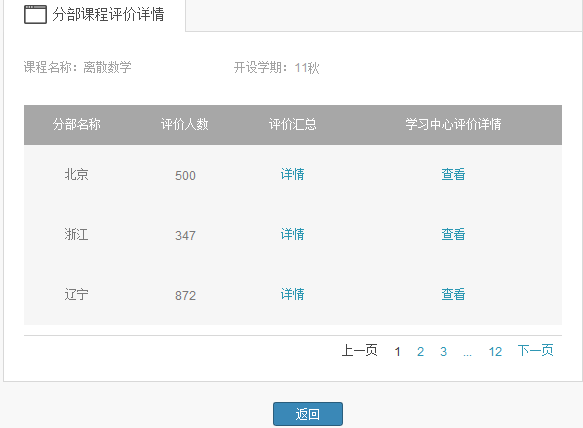 分部课程评价详情
课程名称：离散数学 开设学期：11秋
分部名称 评价人数 评价汇总 学习中心评价详情
北京 500 详情 查看
浙江 347 详情 查看
辽宁 872 详情 查看
上一页 1 2 3 ... 12 下一页
返回